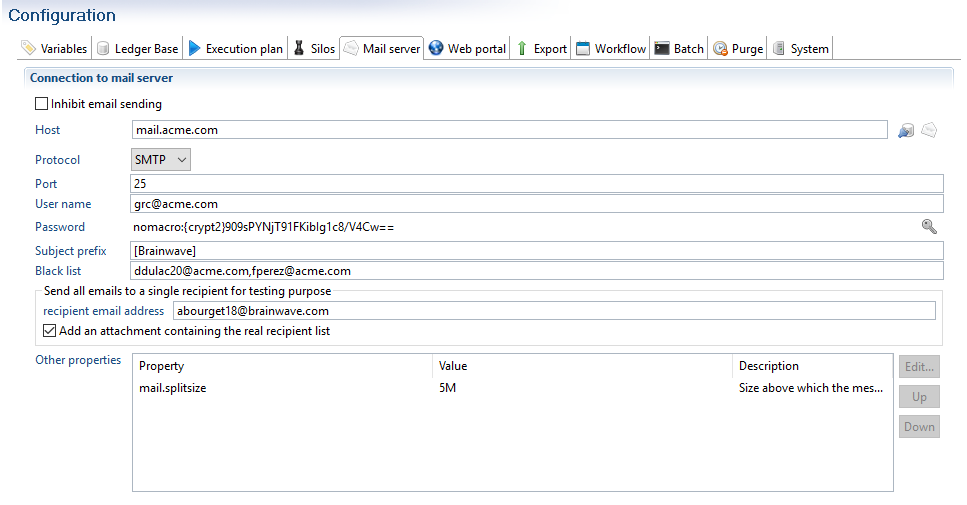 Configuration
Variables Ledger Base Execution plan Silos Mail server Web portal Export Workflow Batch Purge System
Connection to mail server
Inhibit email sending
Host mail.acme.com
Protocol SMTP
Port 25
User name grc@acme.com
Password nomacro:{crypt2}909sPYNjT91FKibIg1c8/V4Cw==
Subject prefix [Brainwave]
Black list ddulac20@acme.com,fperez@acme.com
Send all emails to a single recipient for testing purpose
recipient email address abourget18@brainwave.com
Add an attachment containing the real recipient list
Other properties Property Value Description Edit...
mail.splitsize 5M Size above which the mes...
Up
Down